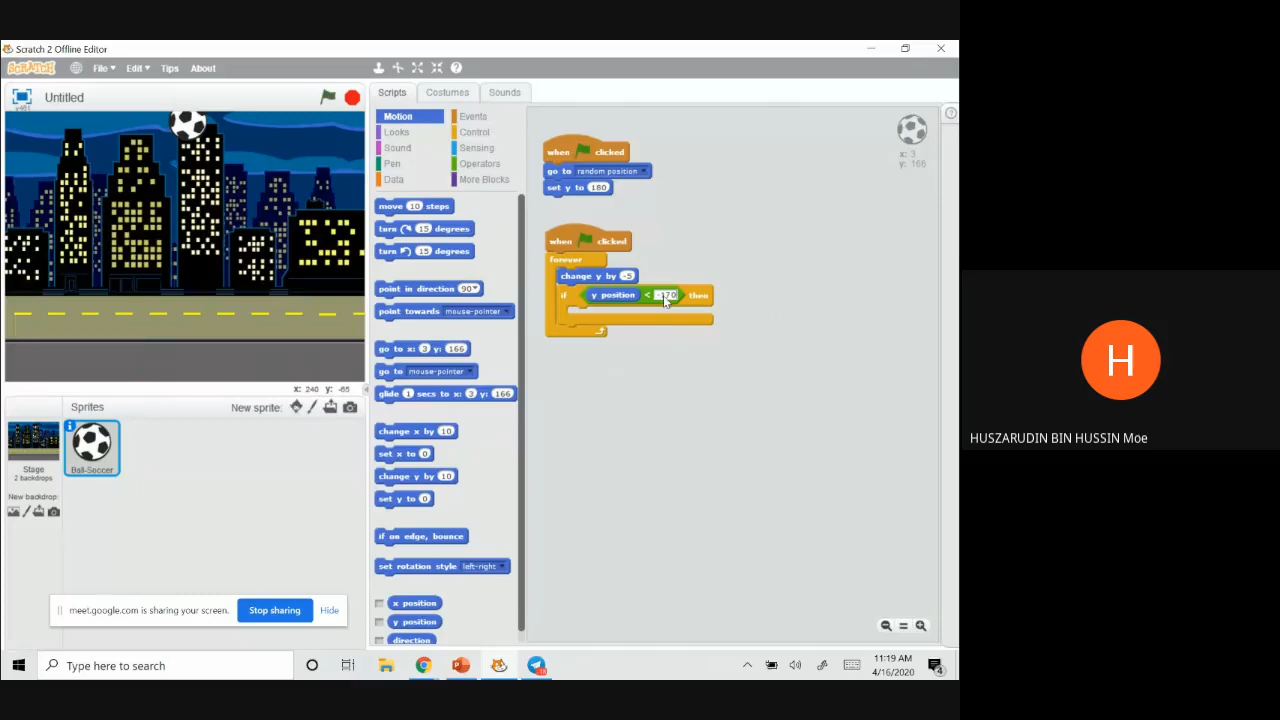 Scratch 2 Offline Editor
SCRATCH File Edit Tips About
Untitled
v461
Scripts Costumes Sounds
Motion Events
Looks Control
Sound Sensing
Pen Operators
Data More Blocks
move 10 steps
turn 15 degrees
turn 15 degrees
point in direction 90
point towards mouse-pointer
go to x: 3 y: 166
go to mouse-pointer
glide 1 secs to x: 3 y: 166
change x by 10
set x to 0
change y by 10
set y to 0
if on edge, bounce
set rotation style left-right
x position
y position
direction
when clicked
go to random position
set y to 180
when clicked
forever
change y by -5
if y position < -170 then
x: 3
y: 166
x: 240 y: -65
Sprites New sprite:
Stage
2 backdrops
New backdrop:
Ball-Soccer
meet.google.com is sharing your screen. Stop sharing Hide
Type here to search
11:19 AM
4/16/2020
4
H
HUSZARUDIN BIN HUSSIN Moe